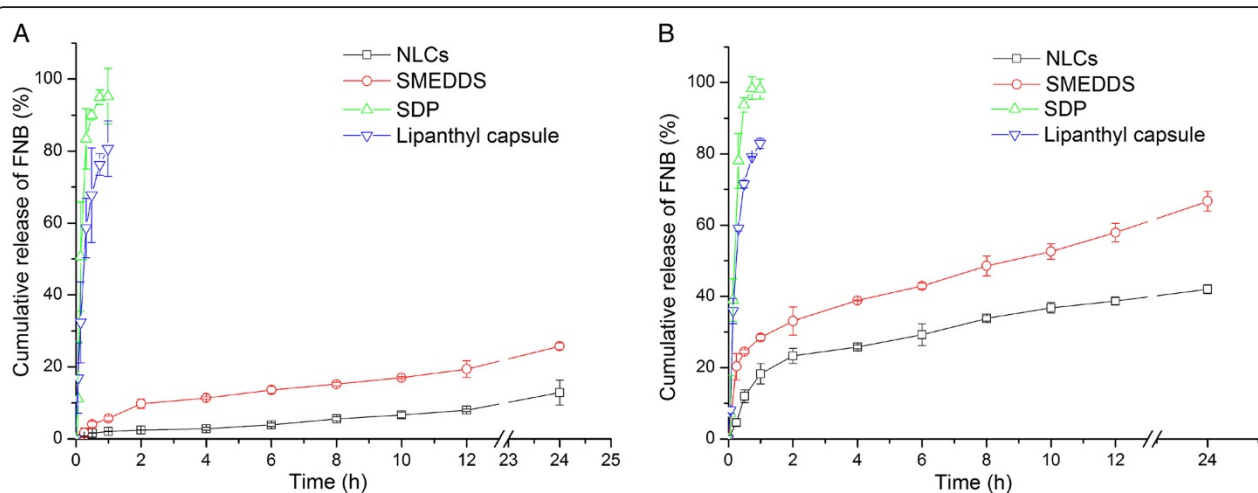 A
Cumulative release of FNB (%)
100
80
60
40
20
0
NLCs
SMEDDS
SDP
Lipanthyl capsule
0 2 4 6 8 10 12 23 24 25
Time (h)
B
Cumulative release of FNB (%)
100
80
60
40
20
0
NLCs
SMEDDS
SDP
Lipanthyl capsule
0 2 4 6 8 10 12 24
Time (h)